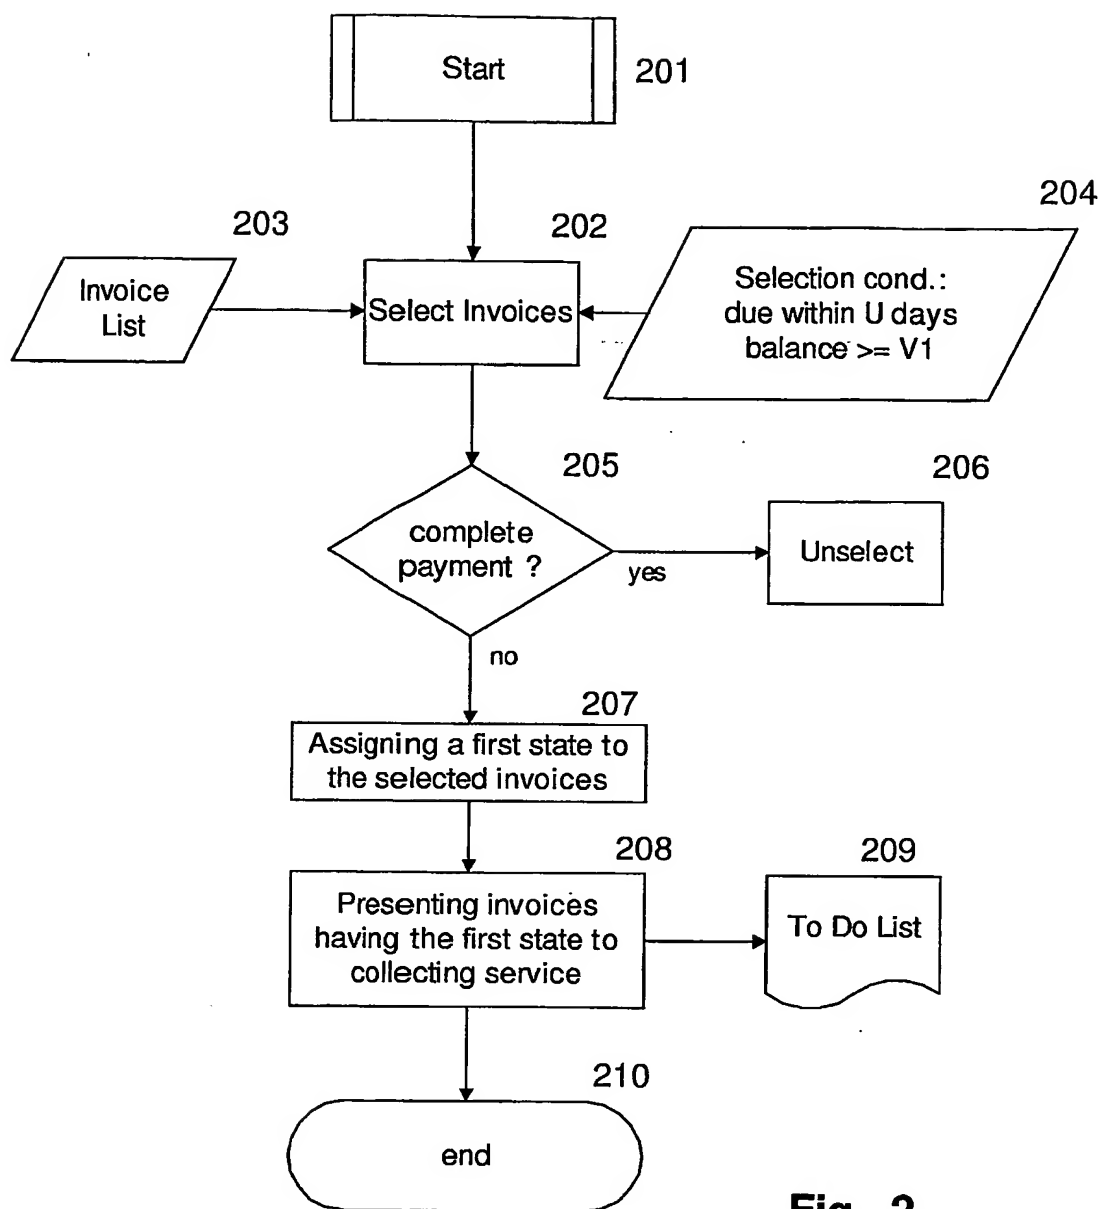 Start
201
204
203
202
Invoice
List
Select Invoices
Selection cond.:
due within U days
balance >= V1
205
206
complete
payment ?
yes
Unselect
no
207
Assigning a first state to
the selected invoices
208
209
Presenting invoices
having the first state to
collecting service
To Do List
210
end
Fig. 2